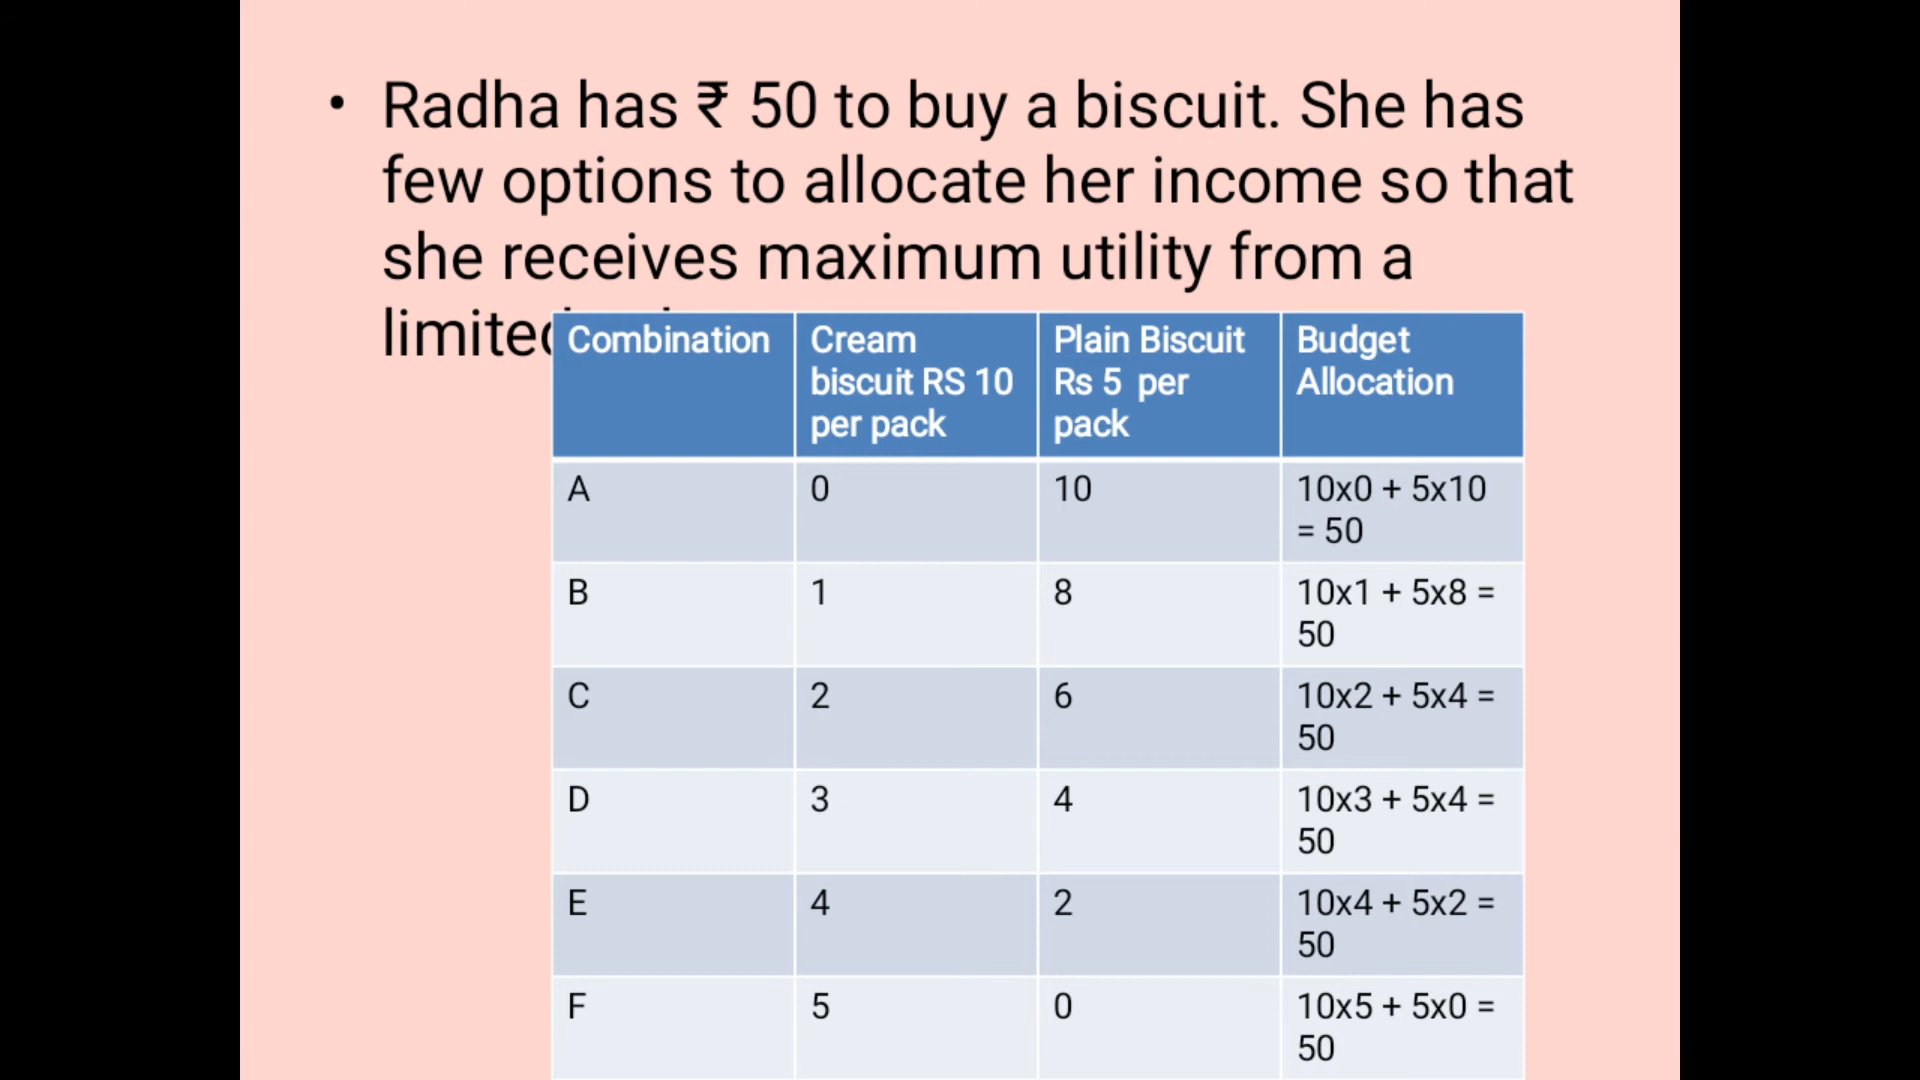 • Radha has ₹ 50 to buy a biscuit. She has
few options to allocate her income so that
she receives maximum utility from a
Combination
Cream
biscuit RS 10
per pack
Plain Biscuit
Rs 5 per
pack
Budget
Allocation
A
0
10
10x0 + 5x10
= 50
B
1
8
10x1 + 5x8 =
50
C
2
6
10x2 + 5x4 =
50
D
3
4
10x3 + 5x4 =
50
E
4
2
10x4 + 5x2 =
50
F
5
0
10x5 + 5x0 =
50